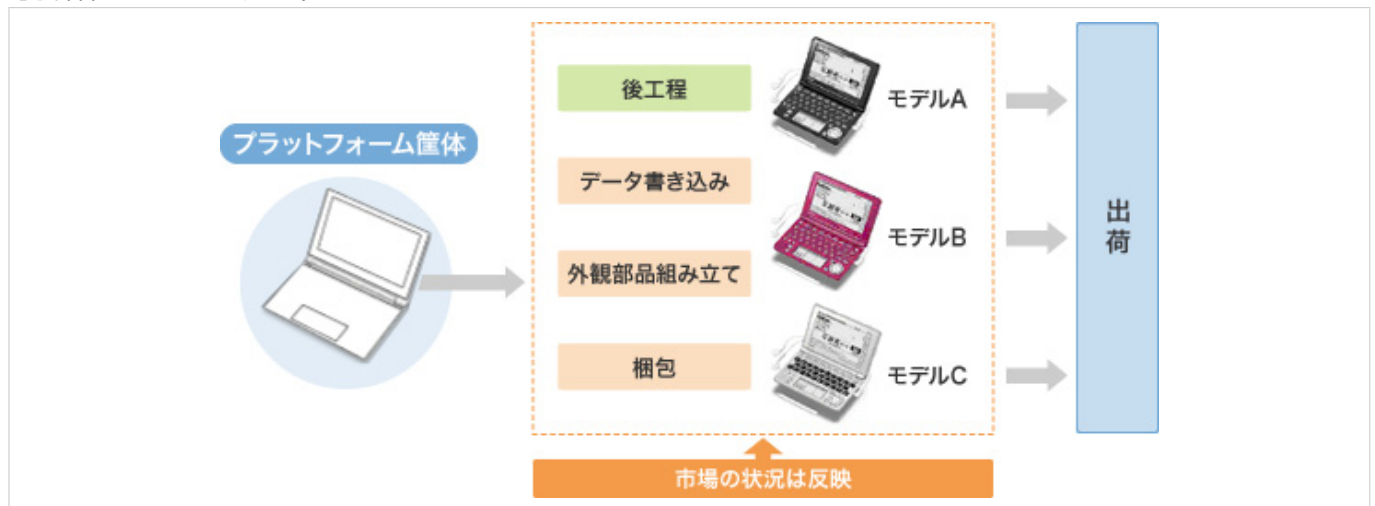 プラットフォーム筐体
後工程
データ書き込み
外観部品組み立て
梱包
モデルA
モデルB
モデルC
出荷
市場の状況は反映